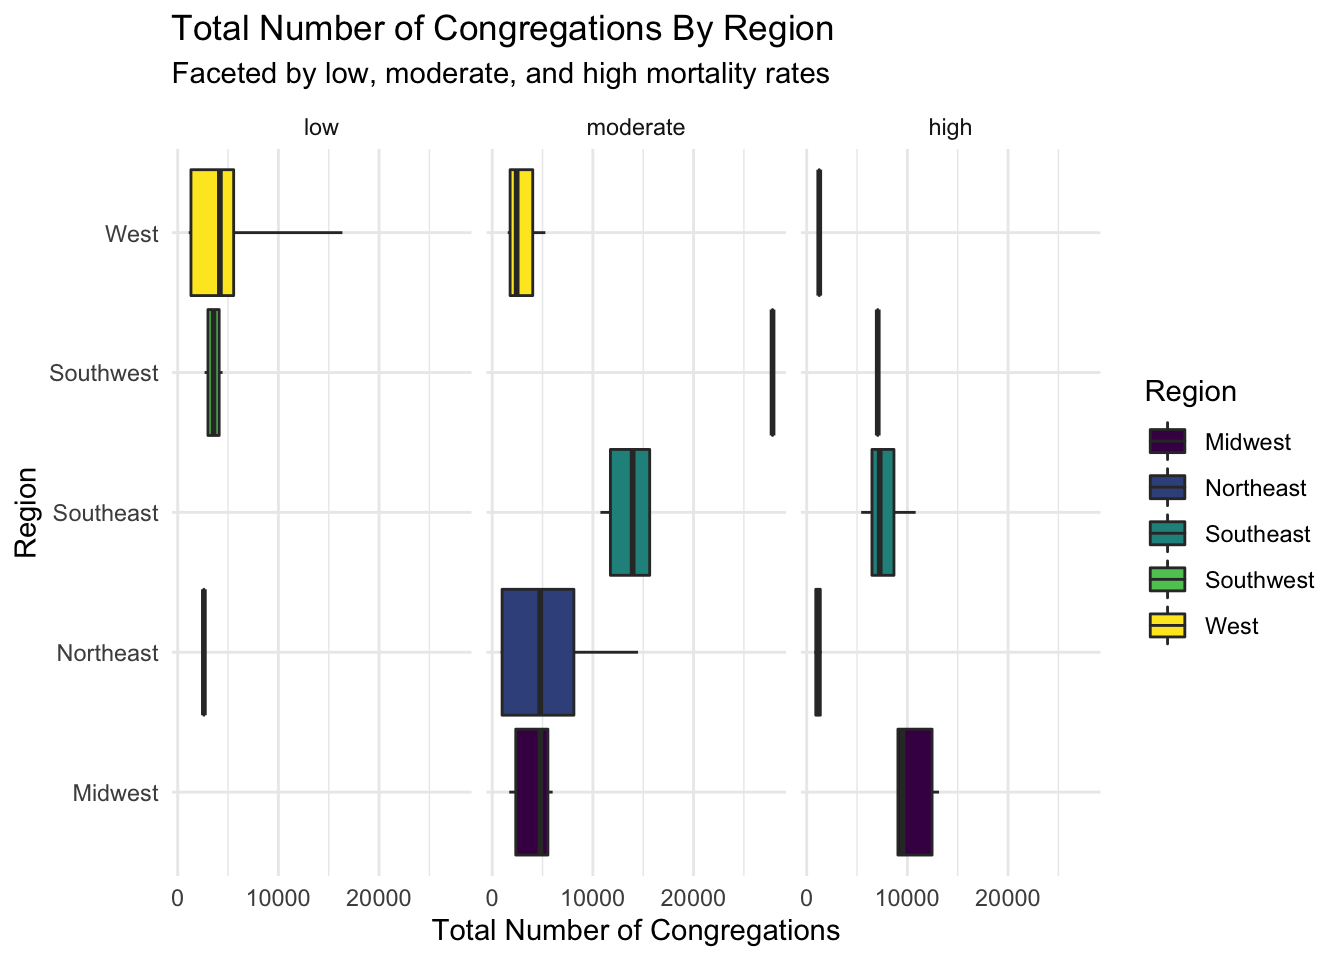 Total Number of Congregations By Region
Faceted by low, moderate, and high mortality rates
low moderate high
West
Southwest
Southeast
Northeast
Midwest
Region
0 10000 20000 0 10000 20000 0 10000 20000
Total Number of Congregations
Region
Midwest
Northeast
Southeast
Southwest
West